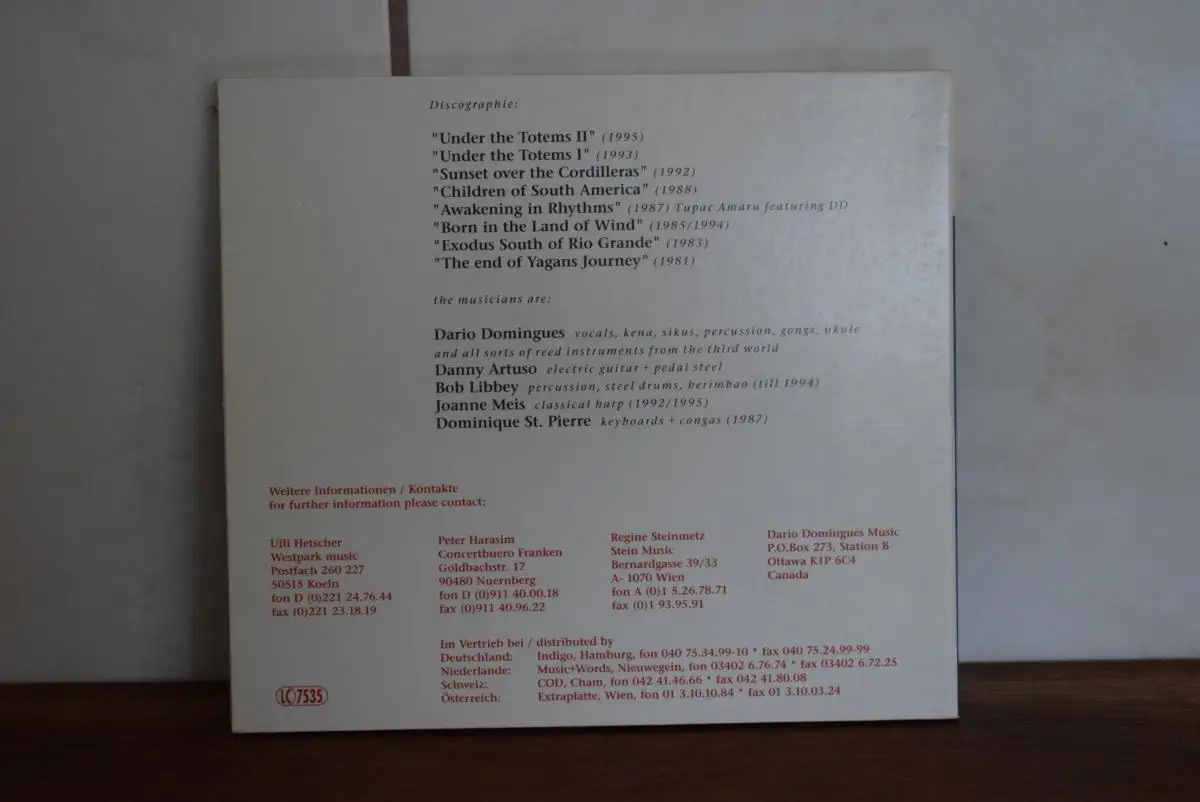 Discographie:
"Under the Totems II" (1995)
"Under the Totems I" (1993)
"Sunset over the Cordilleras" (1992)
"Children of South America" (1988)
"Awakening in Rhythms" (1987) Tupac Amaru featuring DD
"Born in the Land of Wind" (1985/1994)
"Exodus South of Rio Grande" (1983)
"The end of Yagans Journey" (1981)
the musicians are:
Dario Domingues vocals, kena, sikus, percussion, gongs, ukule
and all sorts of reed instruments from the third world
Danny Artuso electric guitar + pedal steel
Bob Libbey percussion, steel drums, berimbao (till 1994)
Joanne Meis classical harp (1992/1995)
Dominique St. Pierre keyboards + congas (1987)
Weitere Informationen / Kontakte
for further information please contact:
Ulli Hetscher
Westpark music
Postfach 260 227
50515 Koeln
fon D (0)221 24.76.44
fax (0)221 23.18.19
Peter Harasim
Concertbuero Franken
Goldbachstr. 17
90480 Nuernberg
fon D (0)911 40.00.18
fax (0)911 40.96.22
Regine Steinmetz
Stein Music
Bernardgasse 39/33
A- 1070 Wien
fon A (0)1 5.26.78.71
fax (0)1 93.95.91
Dario Domingues Music
P.O.Box 273, Station B
Ottawa K1P 6C4
Canada
Im Vertrieb bei / distributed by
Deutschland: Indigo, Hamburg, fon 040 75.34.99-10 * fax 040 75.24.99-99
Niederlande: Music+Words, Nieuwegein, fon 03402 6.76.74 * fax 03402 6.72.25
Schweiz: COD, Cham, fon 042 41.46.66 * fax 042 41.80.08
Österreich: Extraplatte, Wien, fon 01 3.10.10.84 * fax 01 3.10.03.24
LC 7535